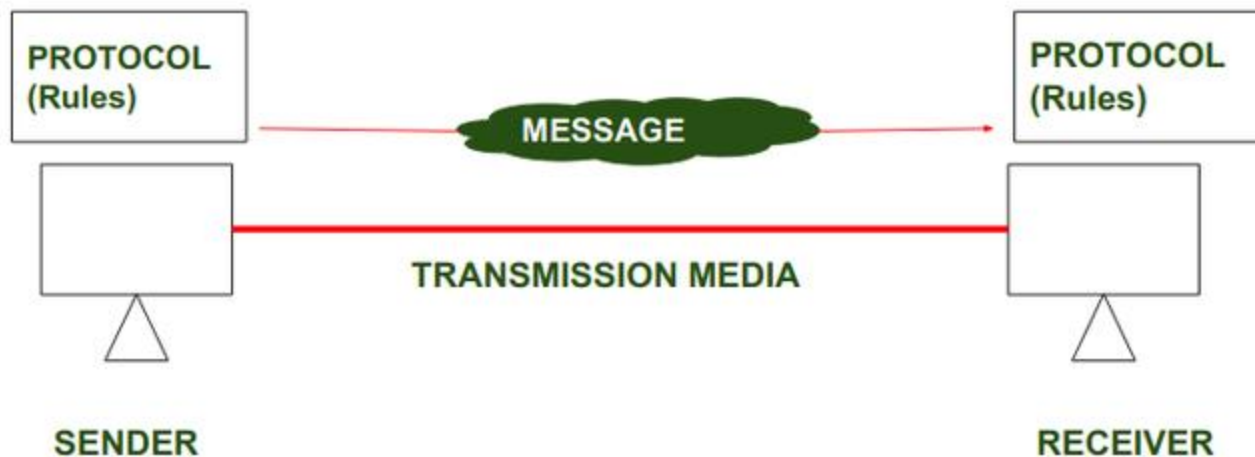 PROTOCOL
(Rules)
MESSAGE
PROTOCOL
(Rules)
TRANSMISSION MEDIA
SENDER
RECEIVER